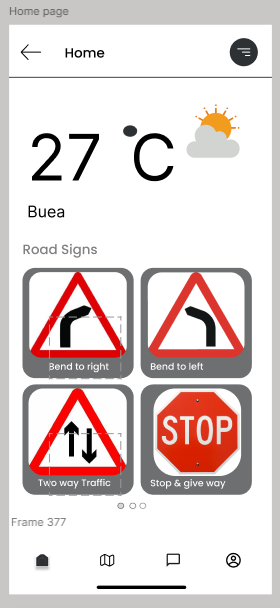 Home page
Home
27 °C
Buea
Road Signs
Bend to right
Bend to left
STOP
Two way Traffic
Stop & give way
Frame 377